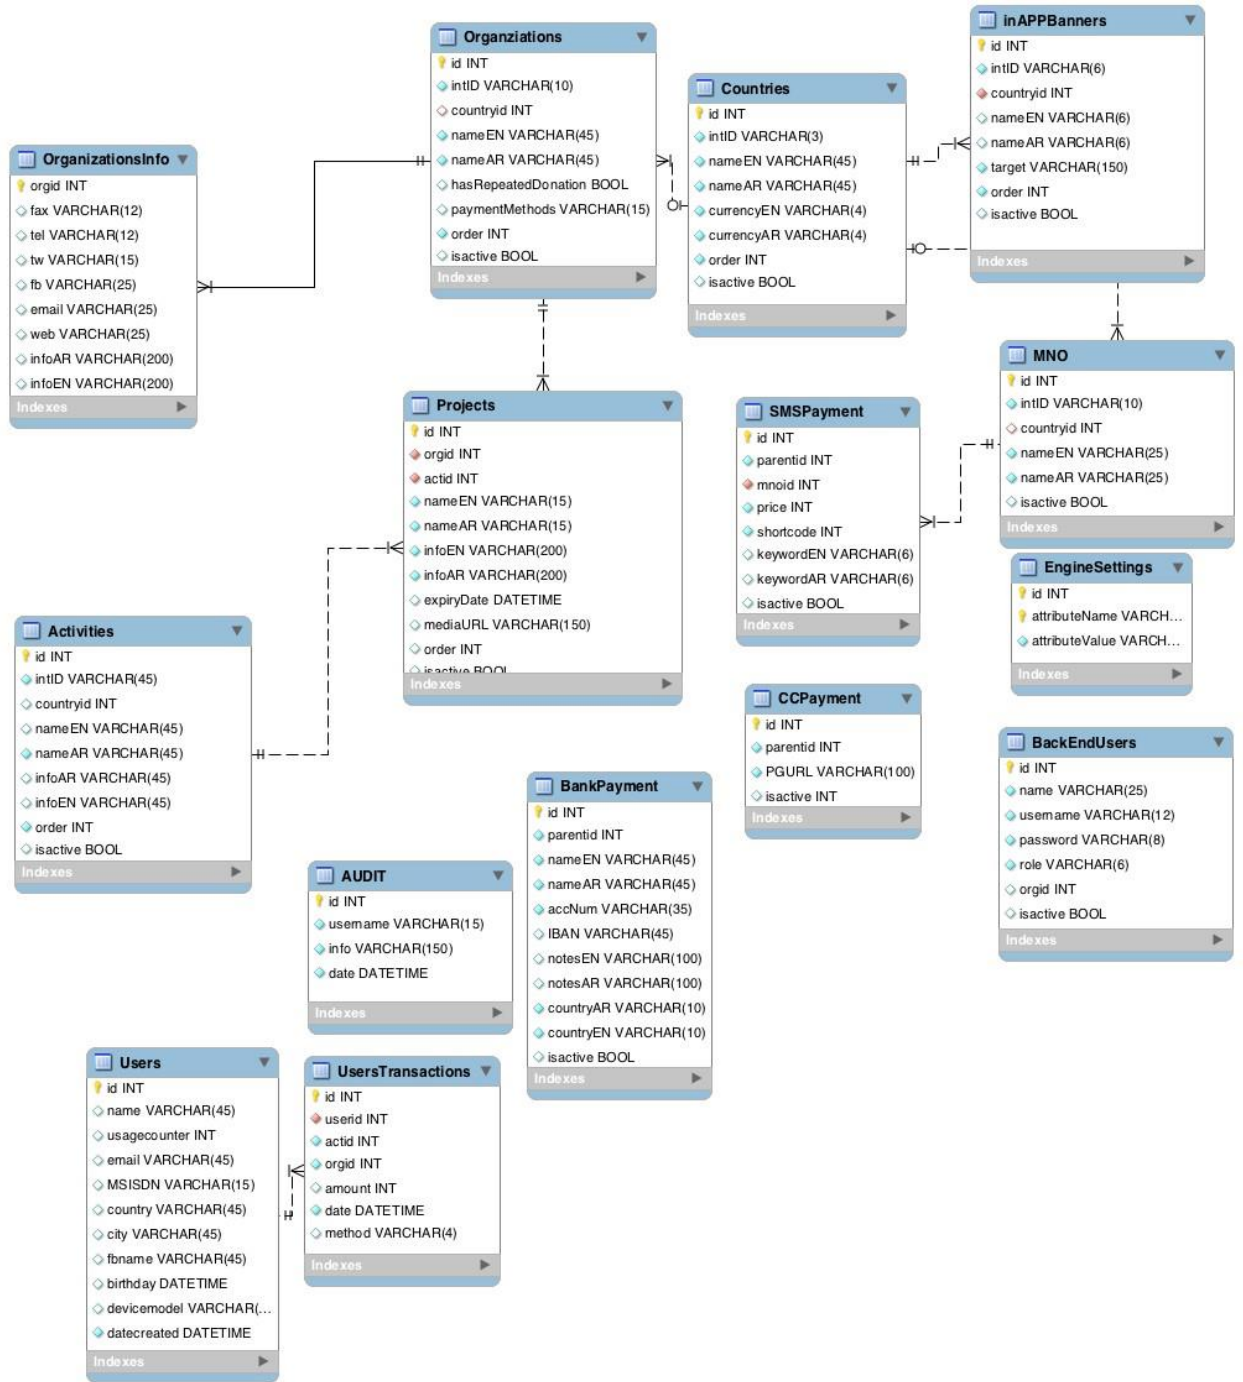 Organziations
id INT
intID VARCHAR(10)
countryid INT
nameEN VARCHAR(45)
nameAR VARCHAR(45)
hasRepeatedDonation BOOL
paymentMethods VARCHAR(15)
order INT
isactive BOOL
Indexes
inAPPBanners
id INT
intID VARCHAR(6)
countryid INT
nameEN VARCHAR(6)
nameAR VARCHAR(6)
target VARCHAR(150)
order INT
isactive BOOL
Indexes
Countries
id INT
intID VARCHAR(3)
nameEN VARCHAR(45)
nameAR VARCHAR(45)
currencyEN VARCHAR(4)
currencyAR VARCHAR(4)
order INT
isactive BOOL
Indexes
OrganizationsInfo
orgid INT
fax VARCHAR(12)
tel VARCHAR(12)
tw VARCHAR(15)
fb VARCHAR(25)
email VARCHAR(25)
web VARCHAR(25)
infoAR VARCHAR(200)
infoEN VARCHAR(200)
Indexes
MNO
id INT
intID VARCHAR(10)
countryid INT
nameEN VARCHAR(25)
nameAR VARCHAR(25)
isactive BOOL
Indexes
Projects
id INT
orgid INT
actid INT
nameEN VARCHAR(15)
nameAR VARCHAR(15)
infoEN VARCHAR(200)
infoAR VARCHAR(200)
expiryDate DATETIME
mediaURL VARCHAR(150)
order INT
isactive BOOL
Indexes
SMSPayment
id INT
parentid INT
mnoid INT
price INT
shortcode INT
keywordEN VARCHAR(6)
keywordAR VARCHAR(6)
isactive BOOL
Indexes
EngineSettings
id INT
attributeName VARCH...
attributeValue VARCH...
Indexes
Activities
id INT
intID VARCHAR(45)
countryid INT
nameEN VARCHAR(45)
nameAR VARCHAR(45)
infoAR VARCHAR(45)
infoEN VARCHAR(45)
order INT
isactive BOOL
Indexes
CCPayment
id INT
parentid INT
PGURL VARCHAR(100)
isactive INT
Indexes
BackEndUsers
id INT
name VARCHAR(25)
username VARCHAR(12)
password VARCHAR(8)
role VARCHAR(6)
orgid INT
isactive BOOL
Indexes
BankPayment
id INT
parentid INT
nameEN VARCHAR(45)
nameAR VARCHAR(45)
accNum VARCHAR(35)
IBAN VARCHAR(45)
notesEN VARCHAR(100)
notesAR VARCHAR(100)
countryAR VARCHAR(10)
countryEN VARCHAR(10)
isactive BOOL
Indexes
AUDIT
id INT
username VARCHAR(15)
info VARCHAR(150)
date DATETIME
Indexes
Users
id INT
name VARCHAR(45)
usagecounter INT
email VARCHAR(45)
MSISDN VARCHAR(15)
country VARCHAR(45)
city VARCHAR(45)
fbname VARCHAR(45)
birthday DATETIME
devicemodel VARCHAR(...
datecreated DATETIME
Indexes
UsersTransactions
id INT
userid INT
actid INT
orgid INT
amount INT
date DATETIME
method VARCHAR(4)
Indexes